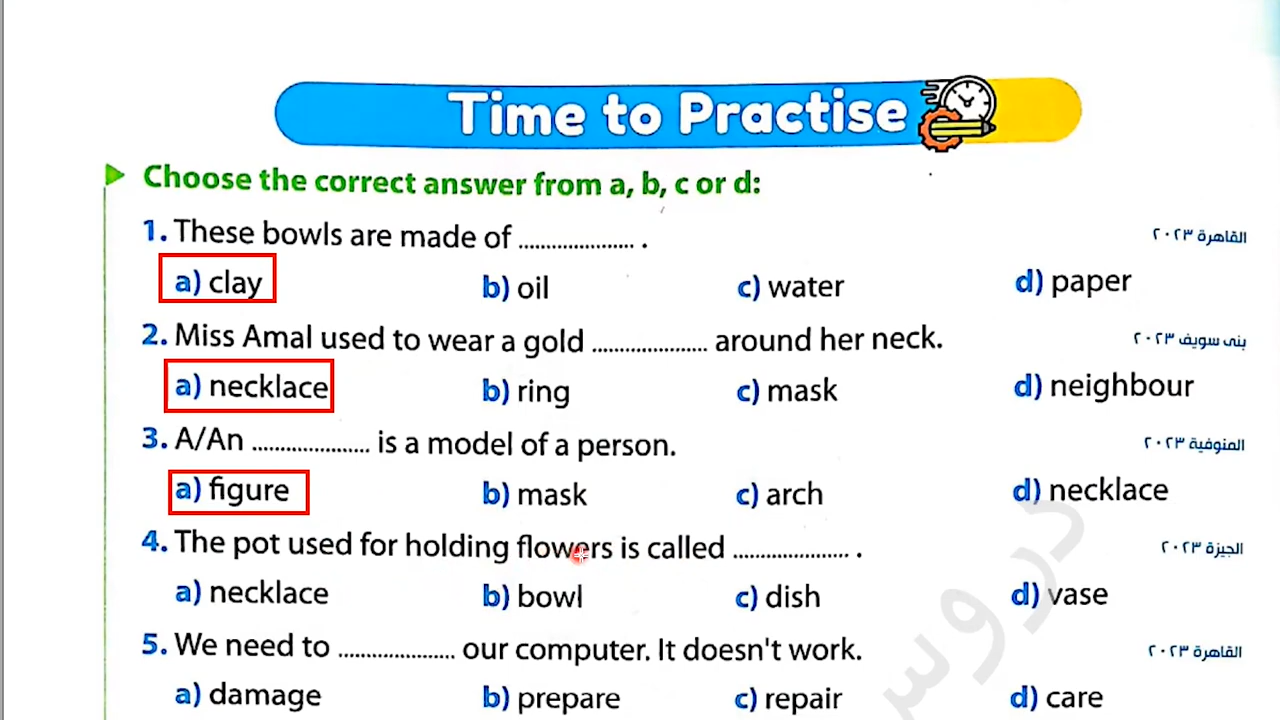 Time to Practise
Choose the correct answer from a, b, c or d:
1. These bowls are made of ..................... . القاهرة ٢٠٢٣
a) clay b) oil c) water d) paper
2. Miss Amal used to wear a gold ..................... around her neck. بنى سويف ٢٠٢٣
a) necklace b) ring c) mask d) neighbour
3. A/An ..................... is a model of a person. المنوفية ٢٠٢٣
a) figure b) mask c) arch d) necklace
4. The pot used for holding flowers is called ..................... . الجيزة ٢٠٢٣
a) necklace b) bowl c) dish d) vase
5. We need to ..................... our computer. It doesn't work. القاهرة ٢٠٢٣
a) damage b) prepare c) repair d) care
دروس